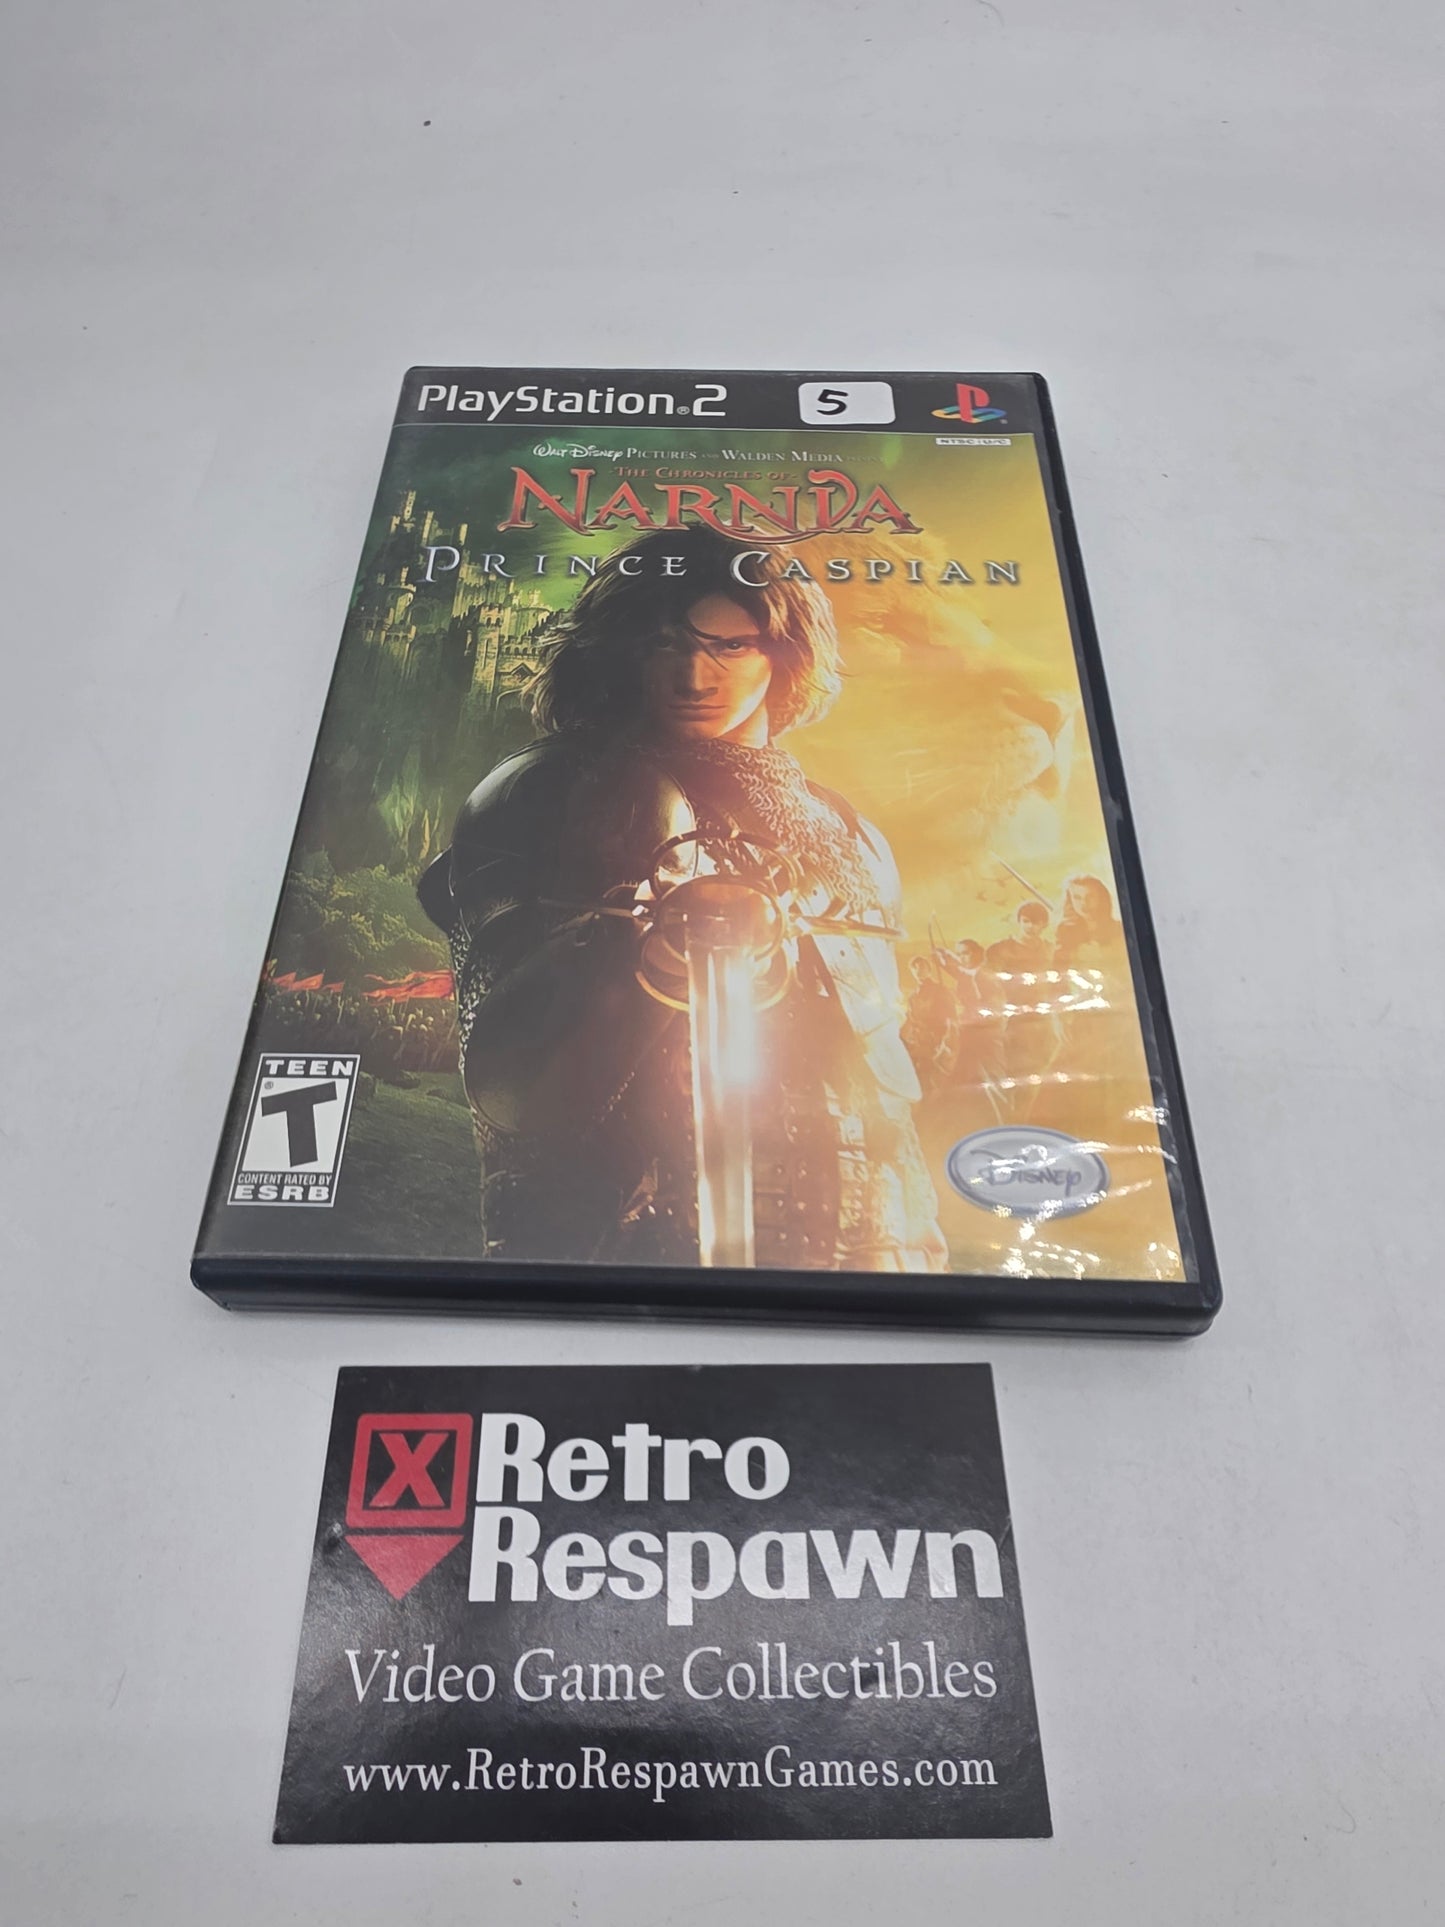 PlayStation®2
5
NTSC U/C
WALT DISNEY PICTURES AND WALDEN MEDIA
THE CHRONICLES OF
NARNIA
PRINCE CASPIAN
TEEN
T
®
CONTENT RATED BY
ESRB
DISNEY
X Retro
Respawn
Video Game Collectibles
www.RetroRespawnGames.com